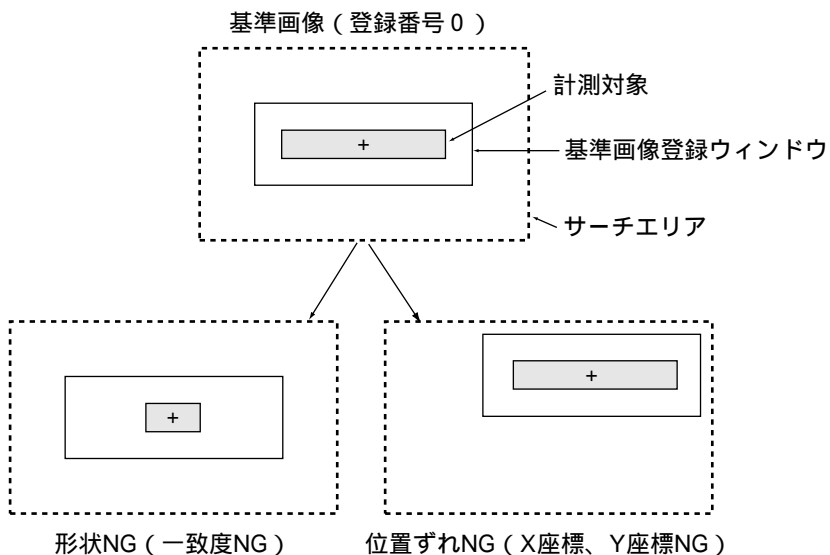 基準画像（登録番号０）
計測対象
＋
基準画像登録ウィンドウ
サーチエリア
＋
＋
形状NG（一致度NG）
位置ずれNG（X座標、Y座標NG）